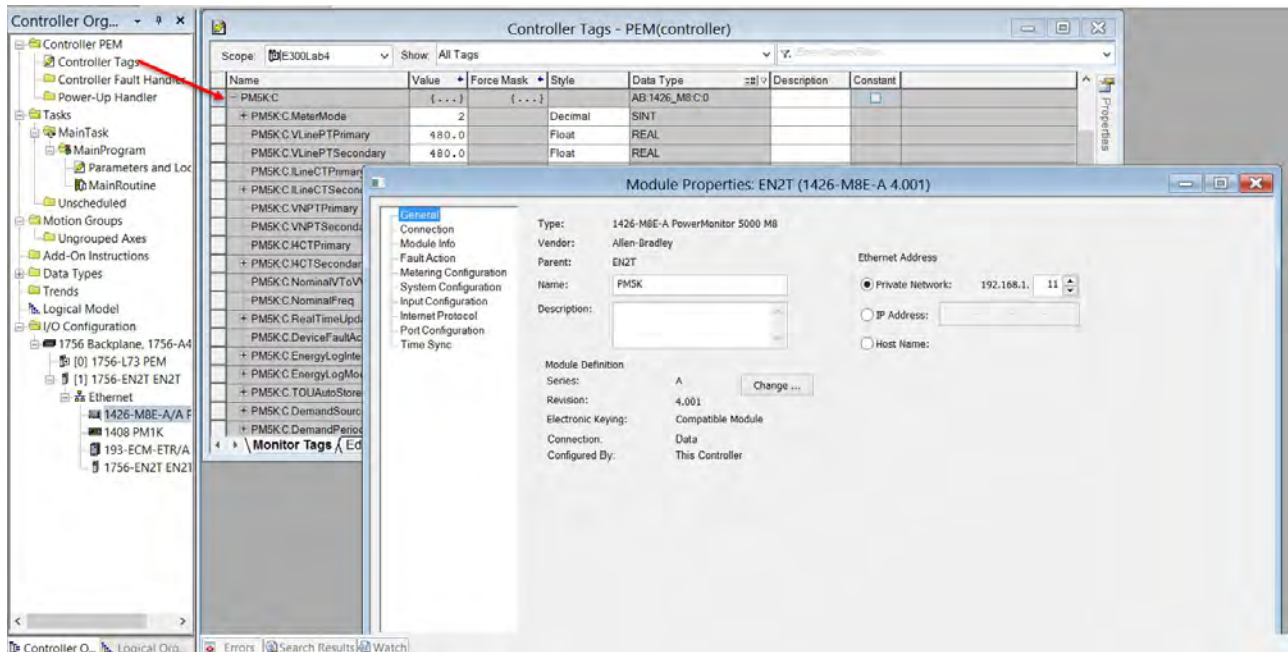 Controller Org...
Controller PEM
Controller Tags
Controller Fault Handler
Power-Up Handler
Tasks
MainTask
MainProgram
Parameters and Loc
MainRoutine
Unscheduled
Motion Groups
Ungrouped Axes
Add-On Instructions
Data Types
Trends
Logical Model
I/O Configuration
1756 Backplane, 1756-A4
[0] 1756-L73 PEM
[1] 1756-EN2T EN2T
Ethernet
1426-M8E-A/A P
1408 PM1K
193-ECM-ETR/A
1756-EN2T EN2T
Controller O...
Logical Org...
Controller Tags - PEM(controller)
Scope: E300Lab4 Show: All Tags
Name Value Force Mask Style Data Type Description Constant
PM5K:C {...} {...} AB:1426_M8:C:0
PM5K:C.MeterMode 2 Decimal SINT
PM5K:C.VLinePTPrimary 480.0 Float REAL
PM5K:C.VLinePTSecondary 480.0 Float REAL
PM5K:C.ILineCTPrimary
PM5K:C.ILineCTSecon
PM5K:C.VNPTPrimary
PM5K:C.VNPTSeconda
PM5K:C.I4CTPrimary
PM5K:C.I4CTSecondar
PM5K:C.NominalVToV
PM5K:C.NominalFreq
PM5K:C.RealTimeUpda
PM5K:C.DeviceFaultAc
PM5K:C.EnergyLogInte
PM5K:C.EnergyLogMo
PM5K:C.TOUAutoStore
PM5K:C.DemandSourc
PM5K:C.DemandPerio
Monitor Tags Ed
Properties
Module Properties: EN2T (1426-M8E-A 4.001)
General
Connection
Module Info
Fault Action
Metering Configuration
System Configuration
Input Configuration
Internet Protocol
Port Configuration
Time Sync
Type: 1426-M8E-A PowerMonitor 5000 M8
Vendor: Allen-Bradley
Parent: EN2T
Name: PM5K
Description:
Ethernet Address
Private Network: 192.168.1. 11
IP Address:
Host Name:
Module Definition
Series: A
Change ...
Revision: 4.001
Electronic Keying: Compatible Module
Connection: Data
Configured By: This Controller
Errors Search Results Watch